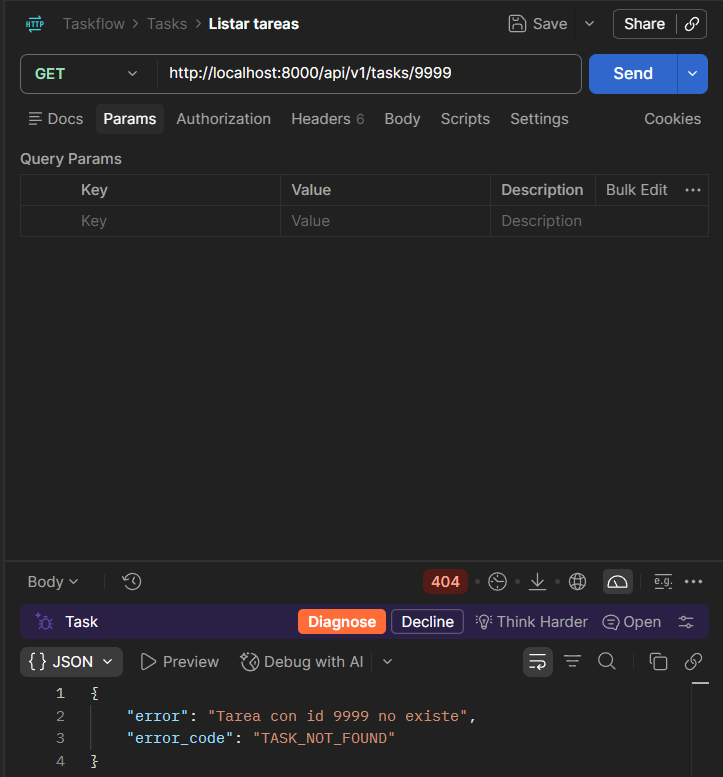 HTTP Taskflow > Tasks > Listar tareas Save Share
GET http://localhost:8000/api/v1/tasks/9999 Send
Docs Params Authorization Headers 6 Body Scripts Settings Cookies
Query Params
Key Value Description Bulk Edit ...
Key Value Description
Body 404 e.g. ...
Task Diagnose Decline Think Harder Open
{} JSON Preview Debug with AI
1 {
2 "error": "Tarea con id 9999 no existe",
3 "error_code": "TASK_NOT_FOUND"
4 }